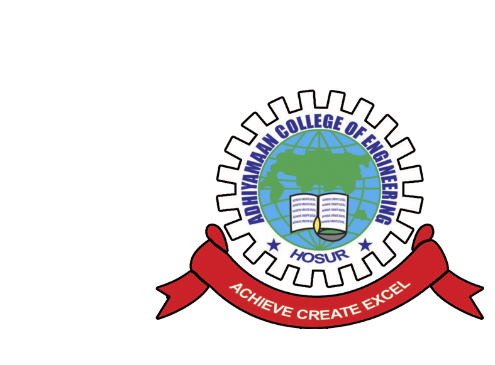 ADHIYAMAAN COLLEGE OF ENGINEERING
HOSUR
ACHIEVE CREATE EXCEL